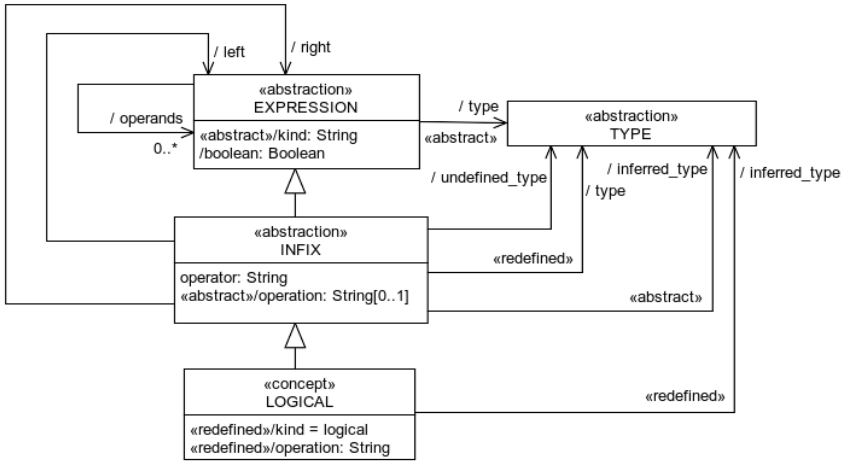 / left
/ right
«abstraction»
EXPRESSION
«abstract»/kind: String
/boolean: Boolean
/ operands
0..*
/ type
«abstract»
«abstraction»
TYPE
/ undefined_type
/ inferred_type
/ inferred_type
/ type
«abstraction»
INFIX
operator: String
«abstract»/operation: String[0..1]
«redefined»
«abstract»
«concept»
LOGICAL
«redefined»/kind = logical
«redefined»/operation: String
«redefined»